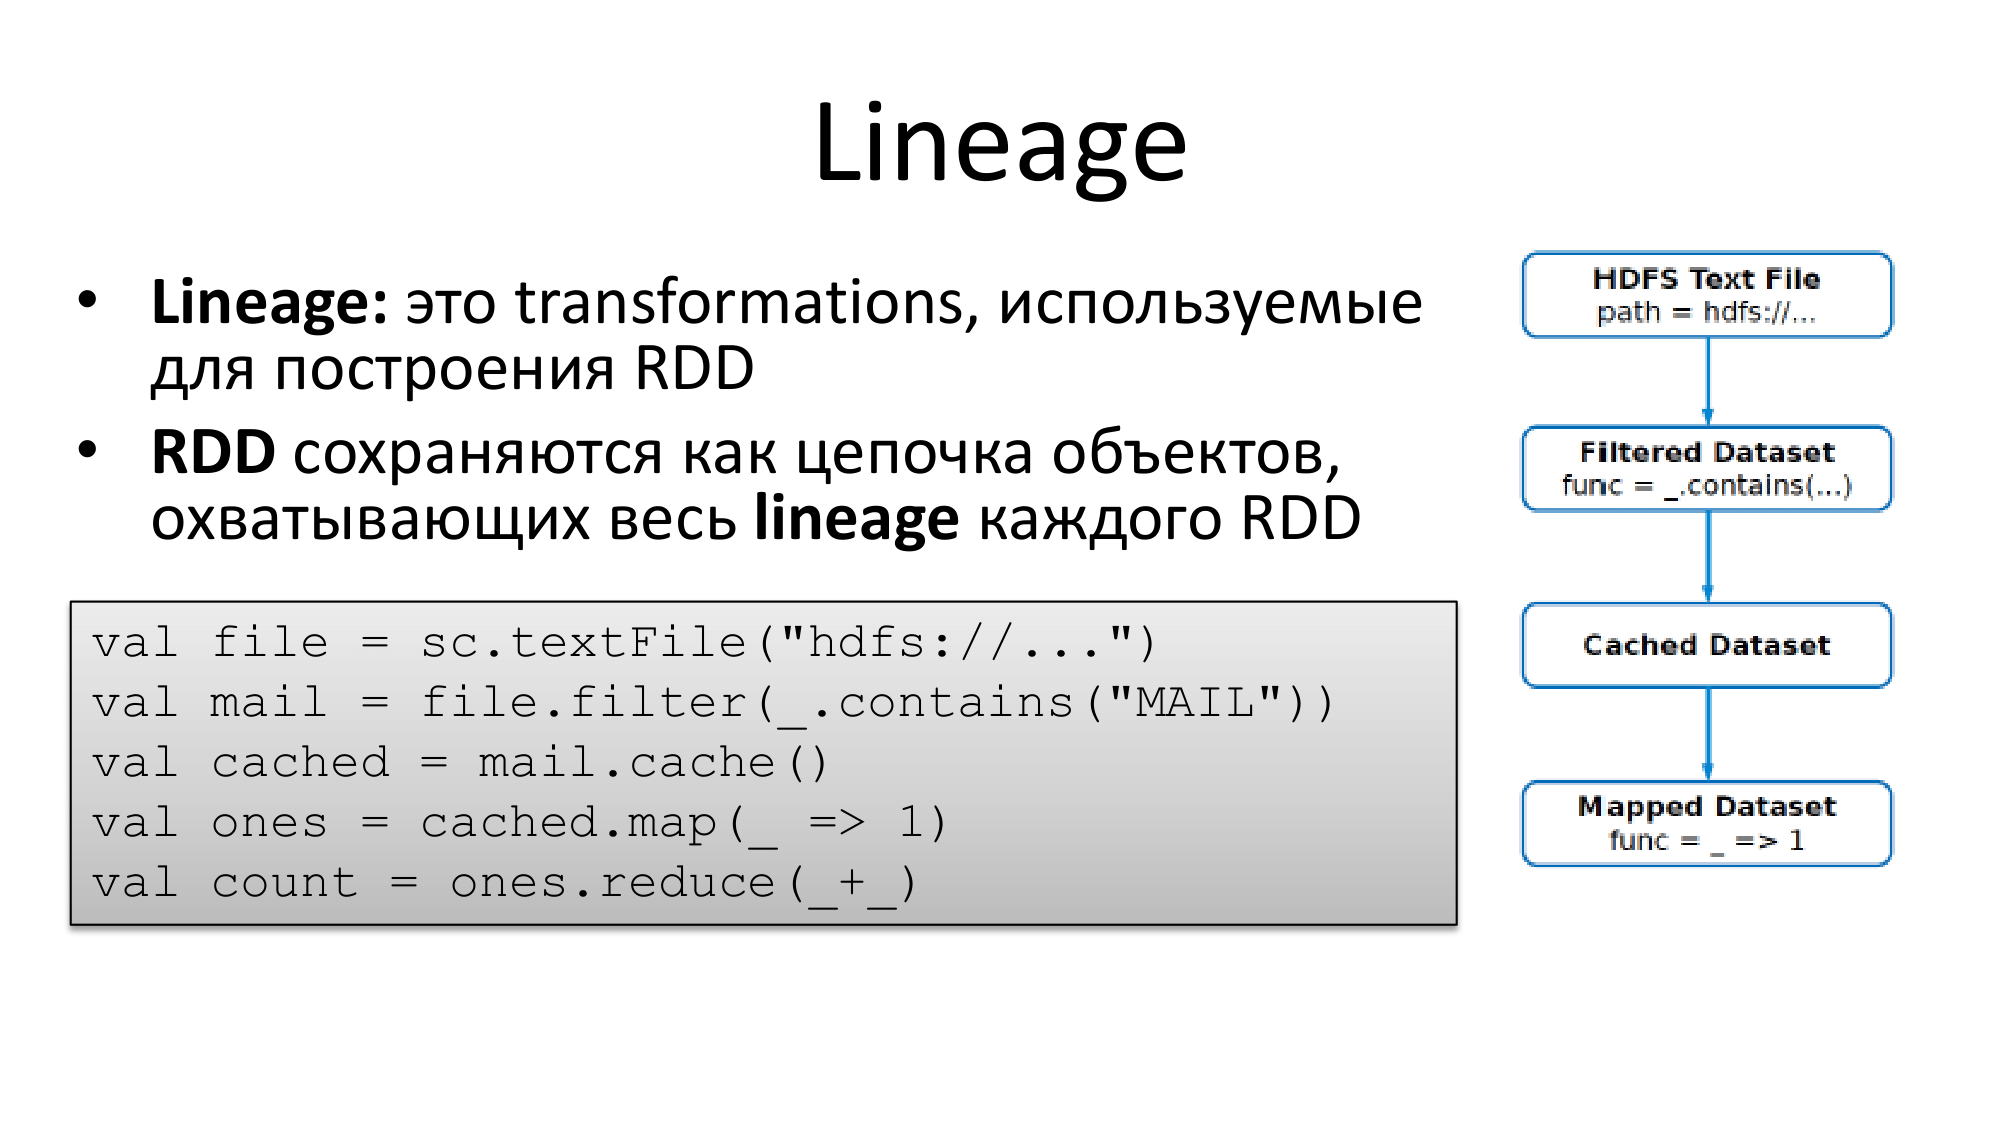 Lineage
• Lineage: это transformations, используемые
для построения RDD
• RDD сохраняются как цепочка объектов,
охватывающих весь lineage каждого RDD
val file = sc.textFile("hdfs://...")
val mail = file.filter(_.contains("MAIL"))
val cached = mail.cache()
val ones = cached.map(_ => 1)
val count = ones.reduce(_+_)
HDFS Text File
path = hdfs://...
Filtered Dataset
func = _.contains(...)
Cached Dataset
Mapped Dataset
func = _ => 1